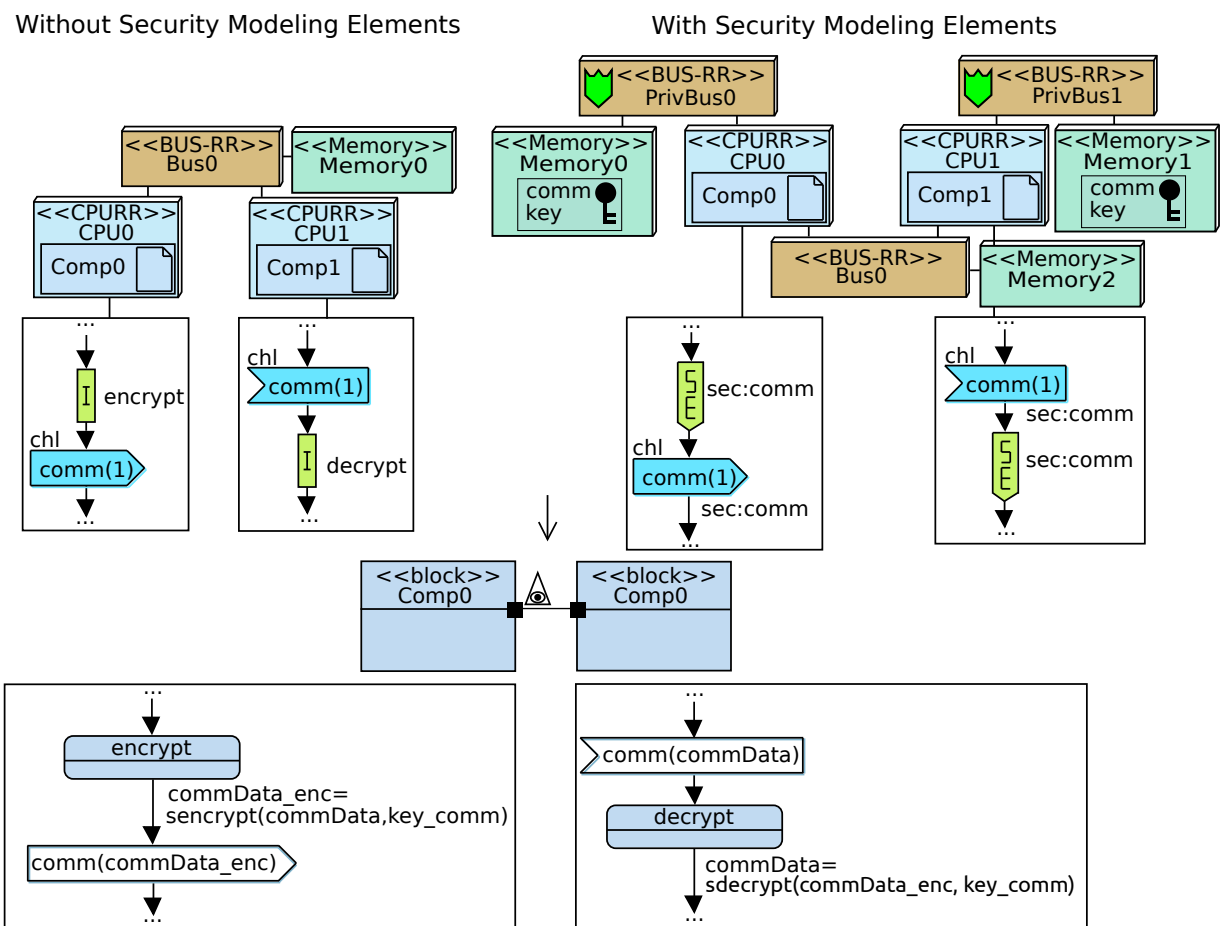 Without Security Modeling Elements
With Security Modeling Elements
<<BUS-RR>>
Bus0
<<Memory>>
Memory0
<<CPURR>>
CPU0
Comp0
<<CPURR>>
CPU1
Comp1
...
I
encrypt
chl
comm(1)
...
...
chl
comm(1)
I
decrypt
...
<<BUS-RR>>
PrivBus0
<<BUS-RR>>
PrivBus1
<<Memory>>
Memory0
comm
key
<<CPURR>>
CPU0
Comp0
<<CPURR>>
CPU1
Comp1
<<Memory>>
Memory1
comm
key
<<BUS-RR>>
Bus0
<<Memory>>
Memory2
...
SE
sec:comm
chl
comm(1)
sec:comm
...
...
chl
comm(1)
sec:comm
SE
sec:comm
...
<<block>>
Comp0
<<block>>
Comp0
...
encrypt
commData_enc=
sencrypt(commData,key_comm)
comm(commData_enc)
...
...
comm(commData)
decrypt
commData=
sdecrypt(commData_enc, key_comm)
...